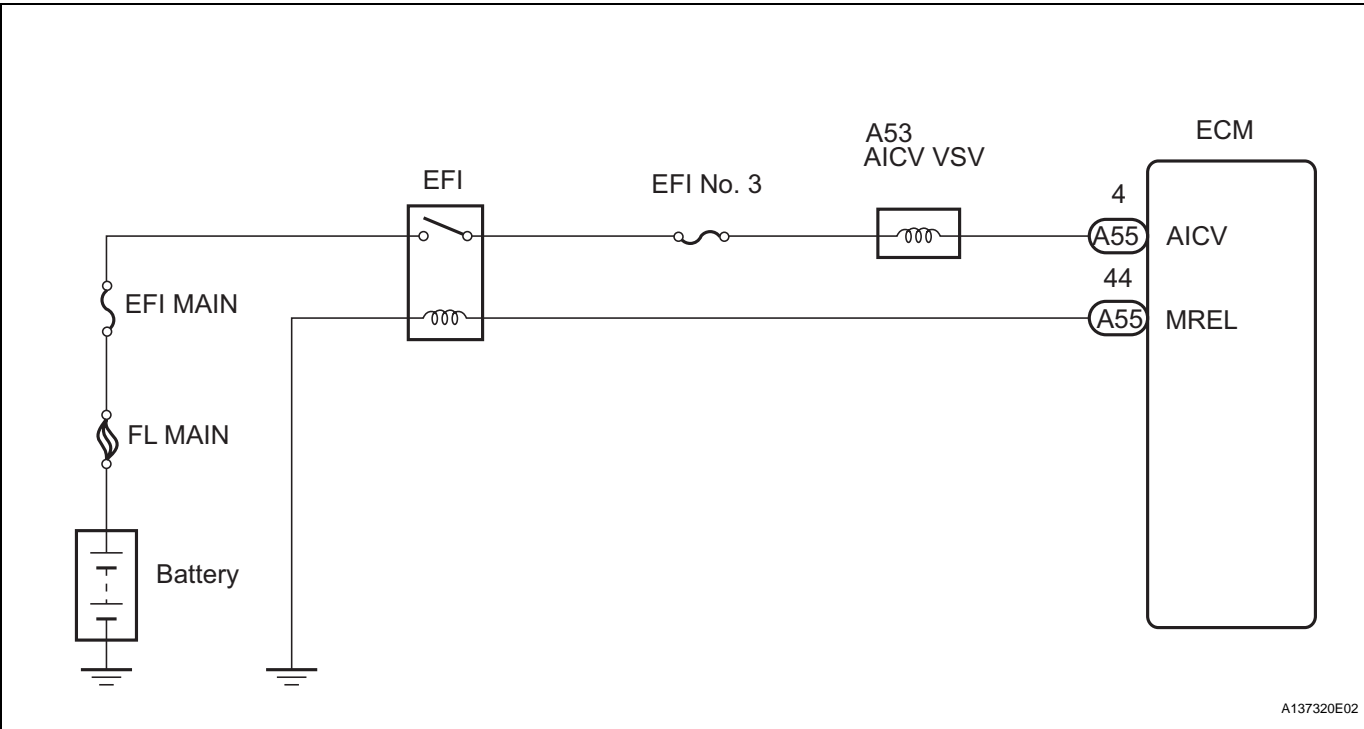 A53
AICV VSV
ECM
EFI
EFI No. 3
4
A55
AICV
44
A55
MREL
EFI MAIN
FL MAIN
Battery
A137320E02